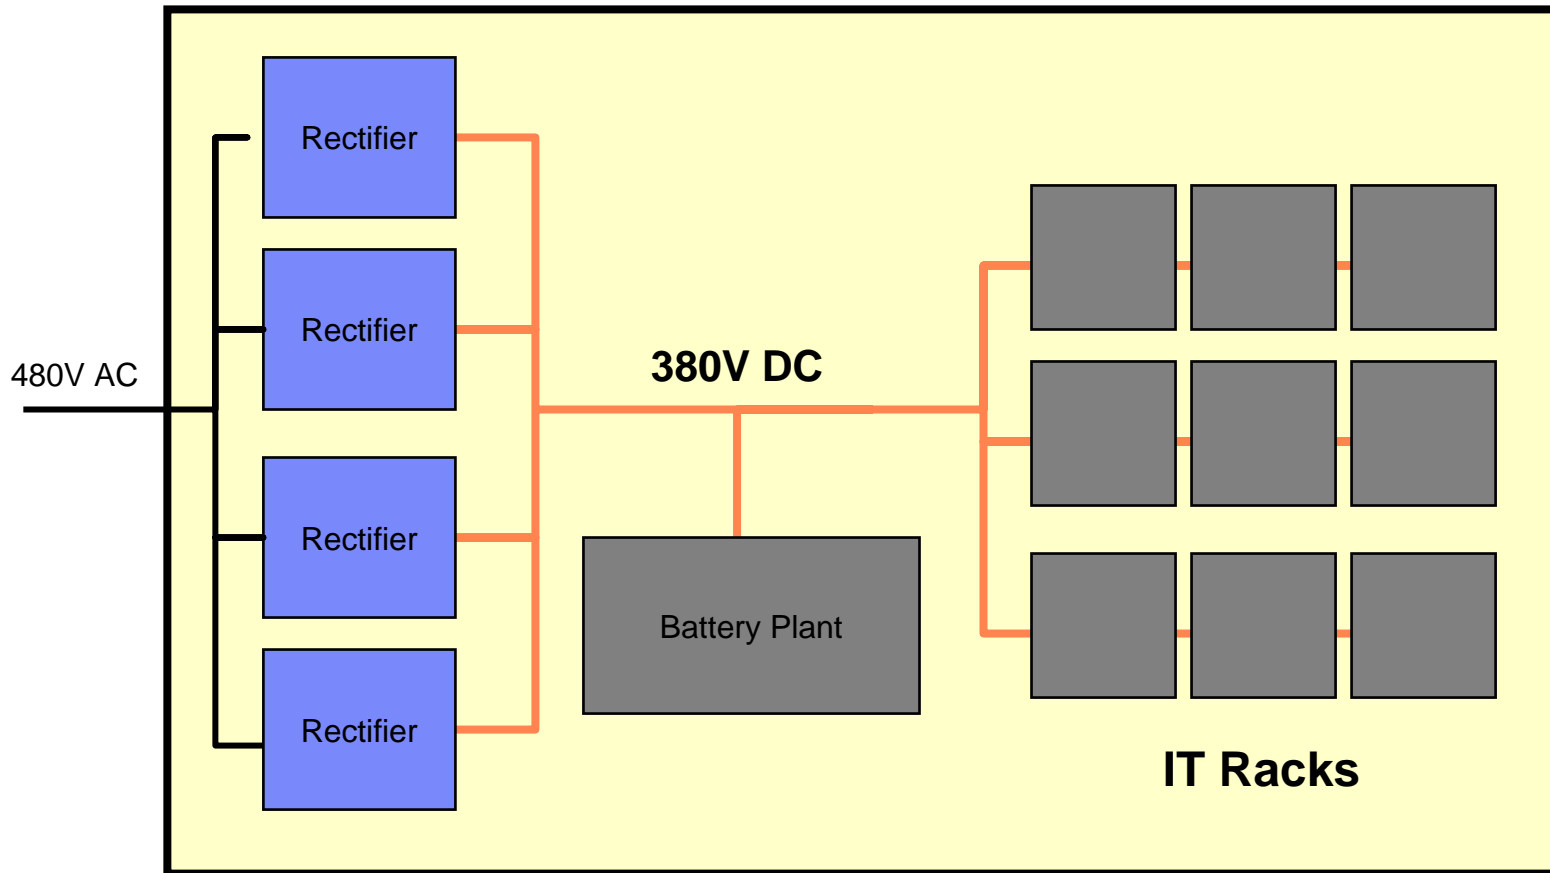 Rectifier
Rectifier
480V AC
380V DC
Rectifier
Battery Plant
Rectifier
IT Racks